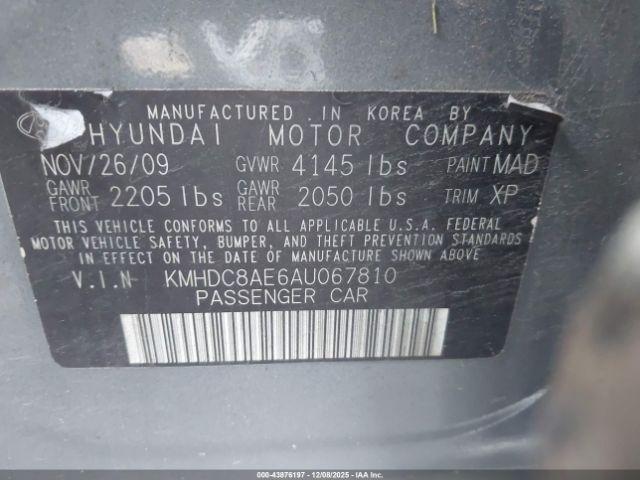 V6
MANUFACTURED IN KOREA BY
HYUNDAI MOTOR COMPANY
NOV/26/09 GVWR 4145 lbs PAINT MAD
GAWR FRONT 2205 lbs GAWR REAR 2050 lbs TRIM XP
THIS VEHICLE CONFORMS TO ALL APPLICABLE U.S.A. FEDERAL
MOTOR VEHICLE SAFETY, BUMPER, AND THEFT PREVENTION STANDARDS
IN EFFECT ON THE DATE OF MANUFACTURE SHOWN ABOVE
V.I.N KMHDC8AE6AU067810
PASSENGER CAR
000-43876197 - 12/08/2025 - COPYRIGHT IAA, LLC.